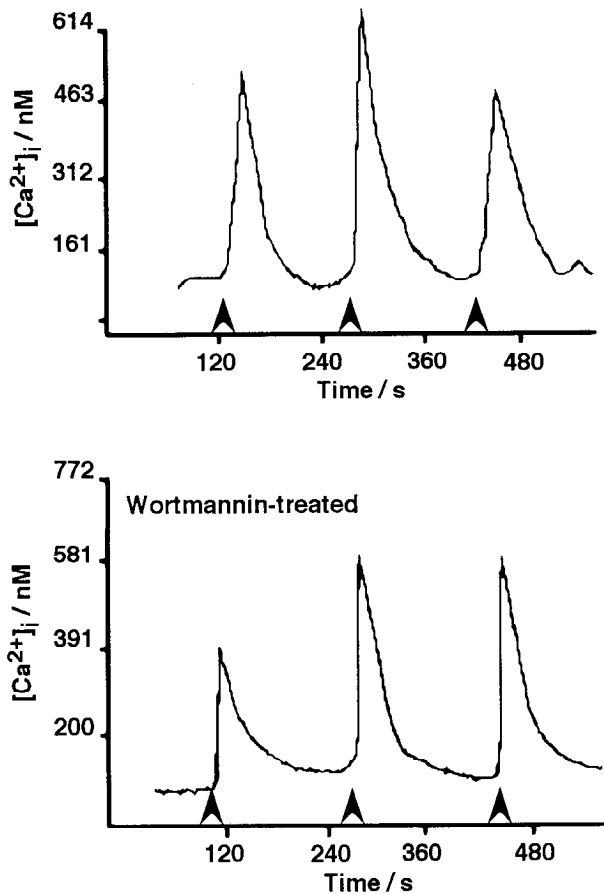 614
463
312
161
[Ca²⁺]ᵢ / nM
120 240 360 480
Time / s
772
Wortmannin-treated
581
391
200
[Ca²⁺]ᵢ / nM
120 240 360 480
Time / s